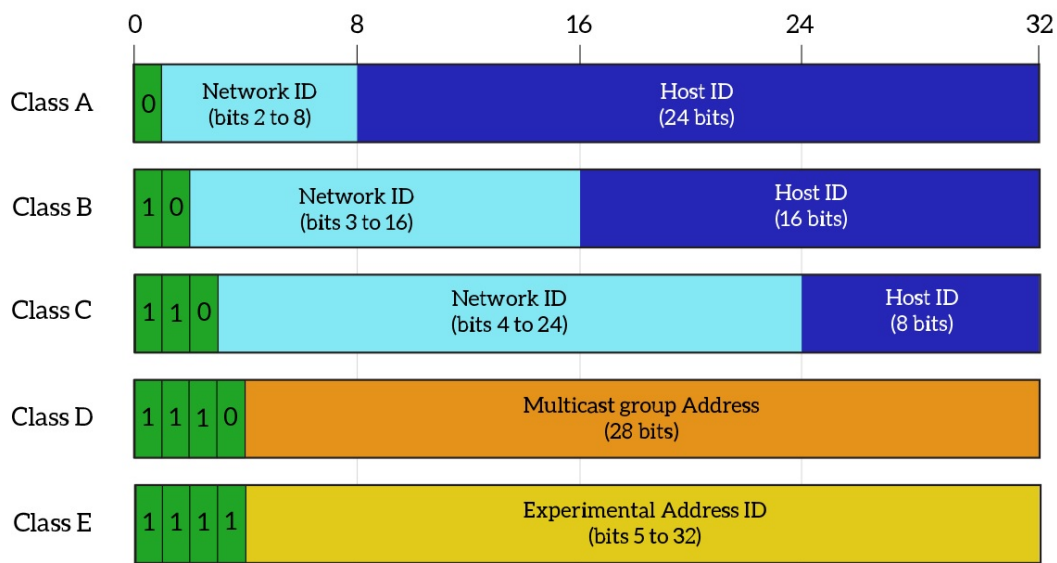 0 8 16 24 32
Class A 0 Network ID Host ID
(bits 2 to 8) (24 bits)
Class B 1 0 Network ID Host ID
(bits 3 to 16) (16 bits)
Class C 1 1 0 Network ID Host ID
(bits 4 to 24) (8 bits)
Class D 1 1 1 0 Multicast group Address
(28 bits)
Class E 1 1 1 1 Experimental Address ID
(bits 5 to 32)